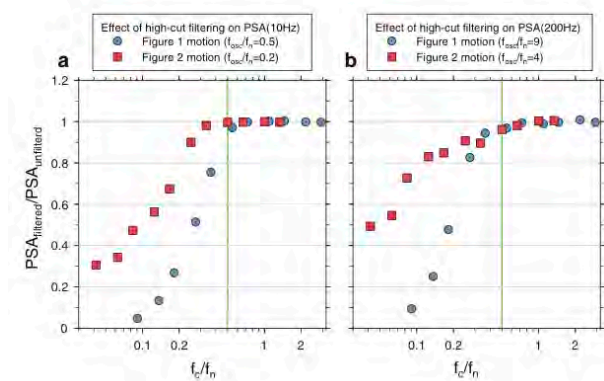 Effect of high-cut filtering on PSA(10Hz)
Figure 1 motion (fosc/fn=0.5)
Figure 2 motion (fosc/fn=0.2)
Effect of high-cut filtering on PSA(200Hz)
Figure 1 motion (fosc/fn=9)
Figure 2 motion (fosc/fn=4)
a
b
PSAfiltered/PSAunfilterd
1.2
1
0.8
0.6
0.4
0.2
0
0.1
0.2
1
2
0.1
0.2
1
2
fc/fn
fc/fn